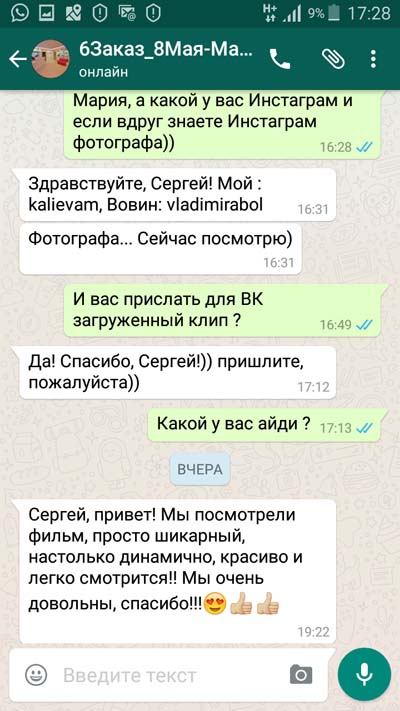 9% 17:28
6Заказ_8Мая-Ма...
онлайн
Мария, а какой у вас Инстаграм и
если вдруг знаете Инстаграм
фотографа))
16:28
Здравствуйте, Сергей! Мой :
kalievam, Вовин: vladimirabol
16:31
Фотографа... Сейчас посмотрю)
16:31
И вас прислать для ВК
загруженный клип ?
16:49
Да! Спасибо, Сергей!)) пришлите,
пожалуйста))
17:12
Какой у вас айди ? 17:13
ВЧЕРА
Сергей, привет! Мы посмотрели
фильм, просто шикарный,
настолько динамично, красиво и
легко смотрится!! Мы очень
довольны, спасибо!!!😍👍👍
19:22
Введите текст